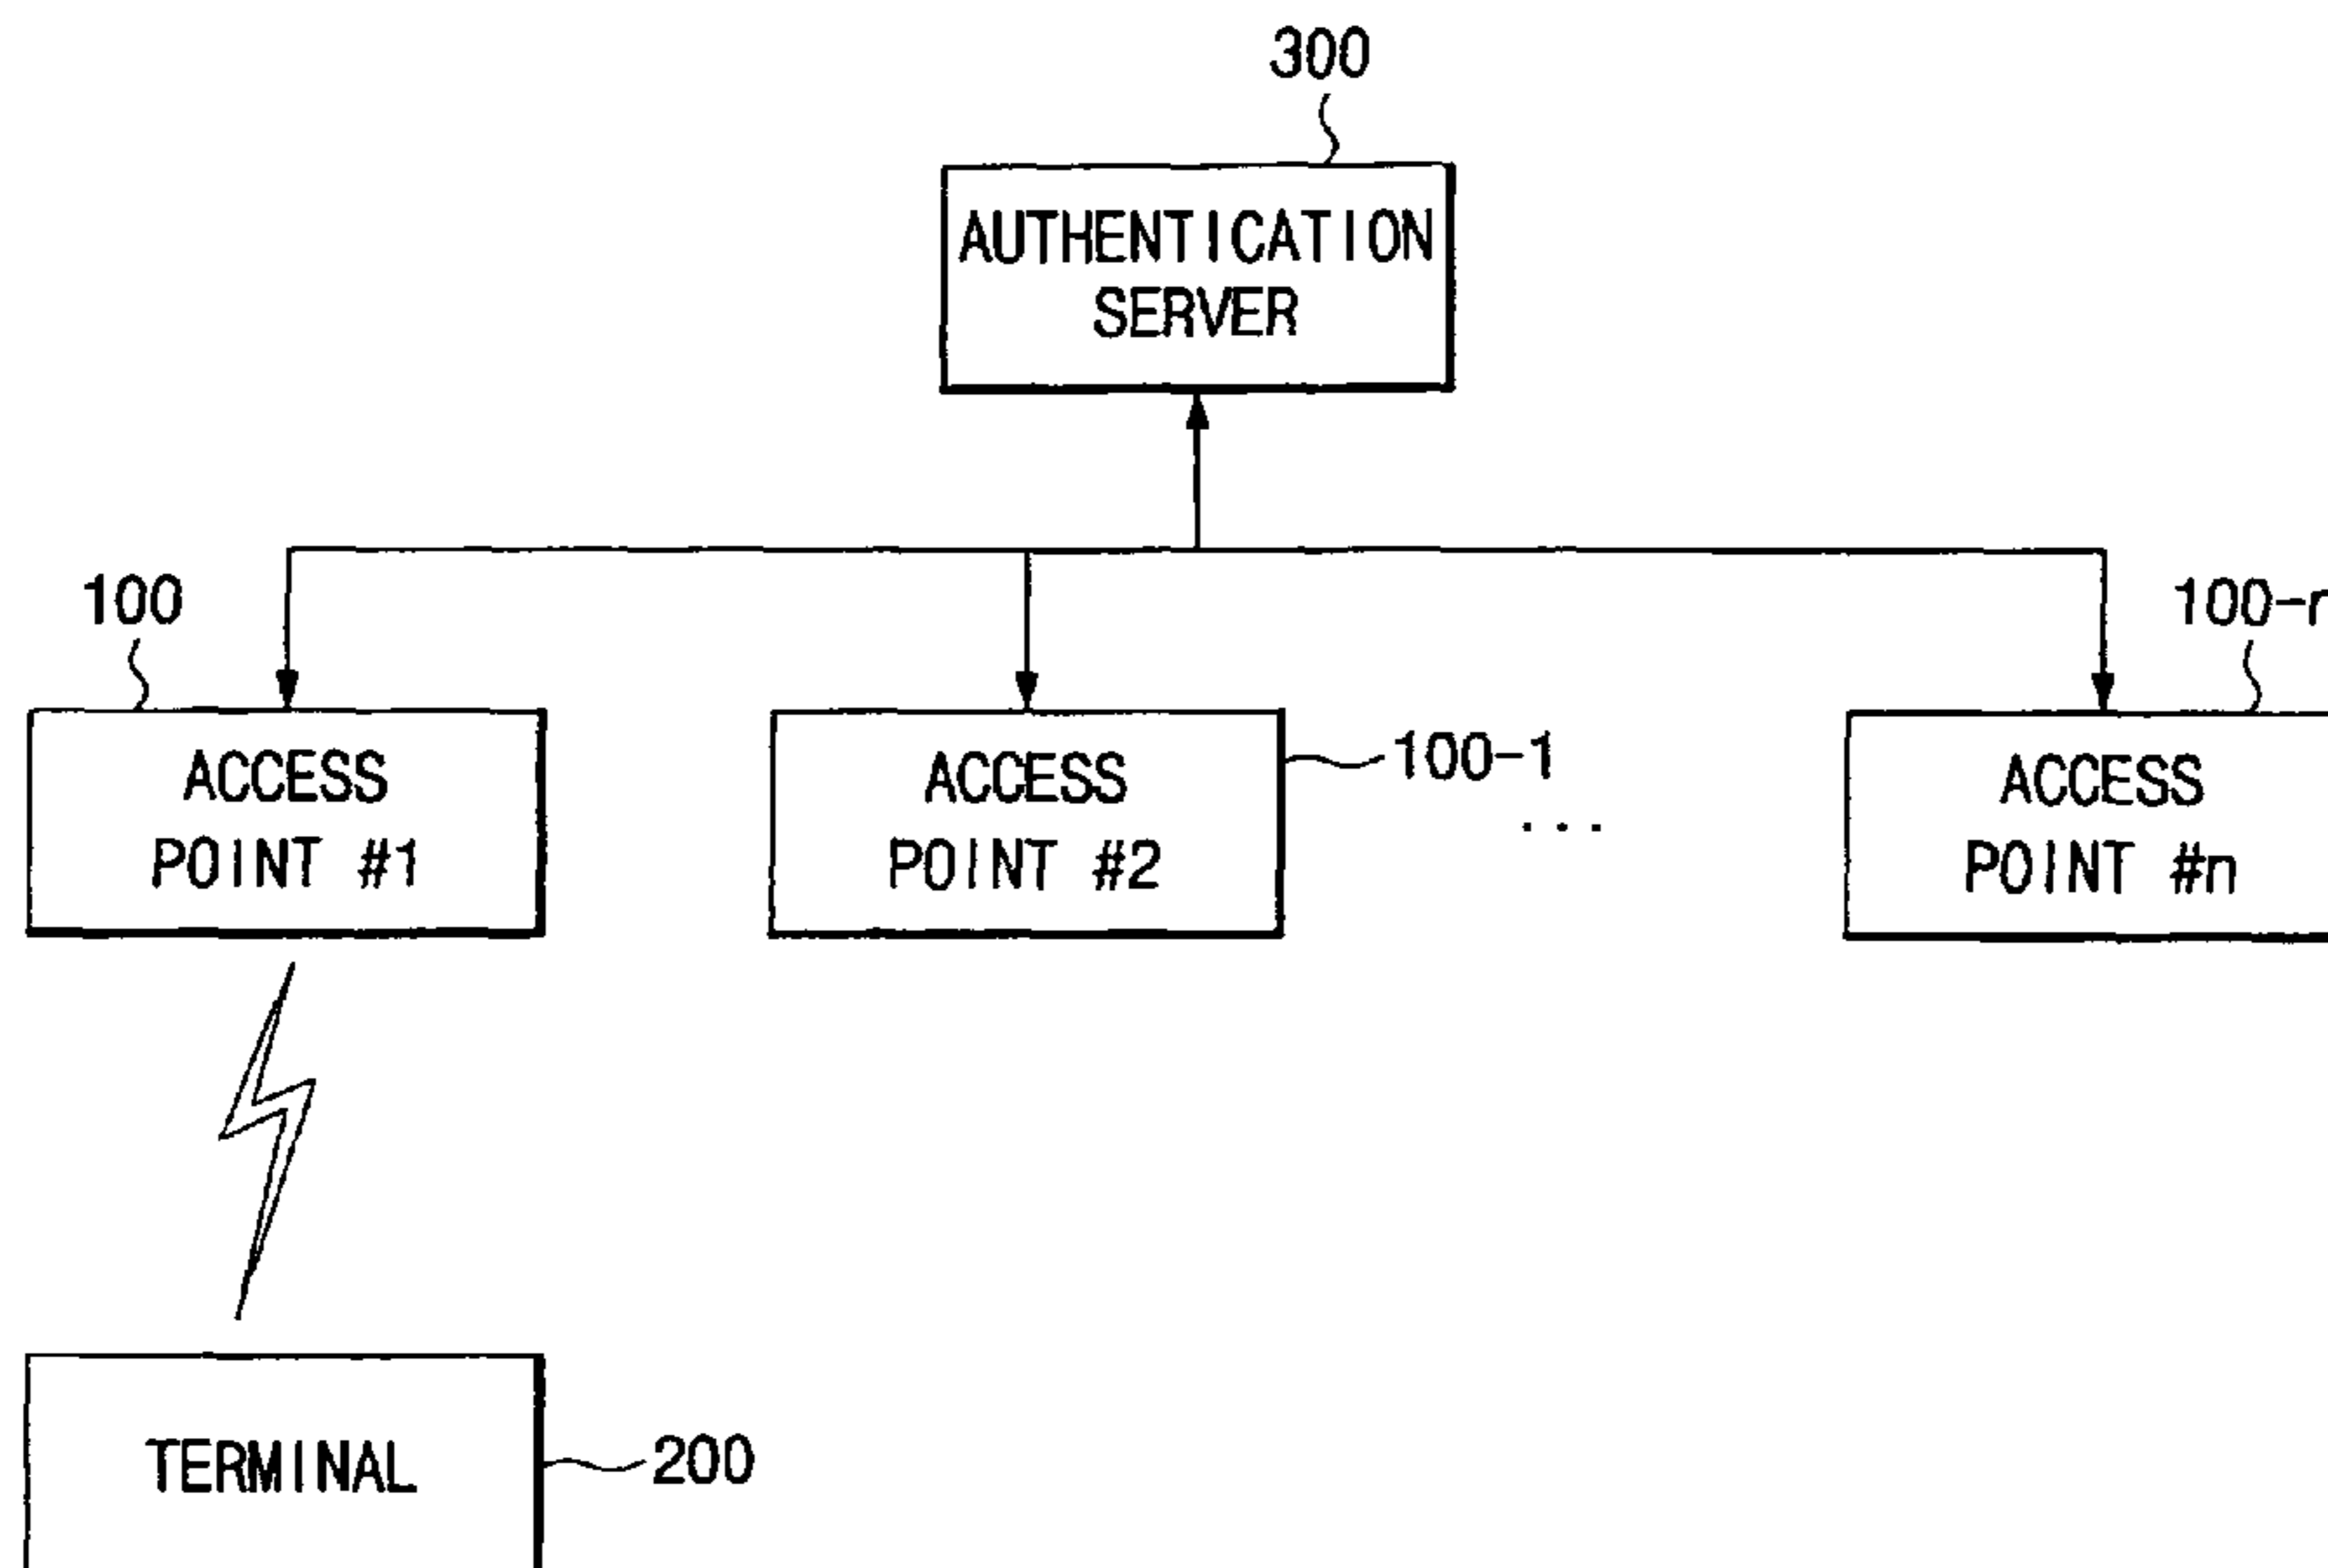 300
AUTHENTICATION
SERVER
100
100-n
ACCESS
POINT #1
ACCESS
POINT #2
100-1
...
ACCESS
POINT #n
TERMINAL
200